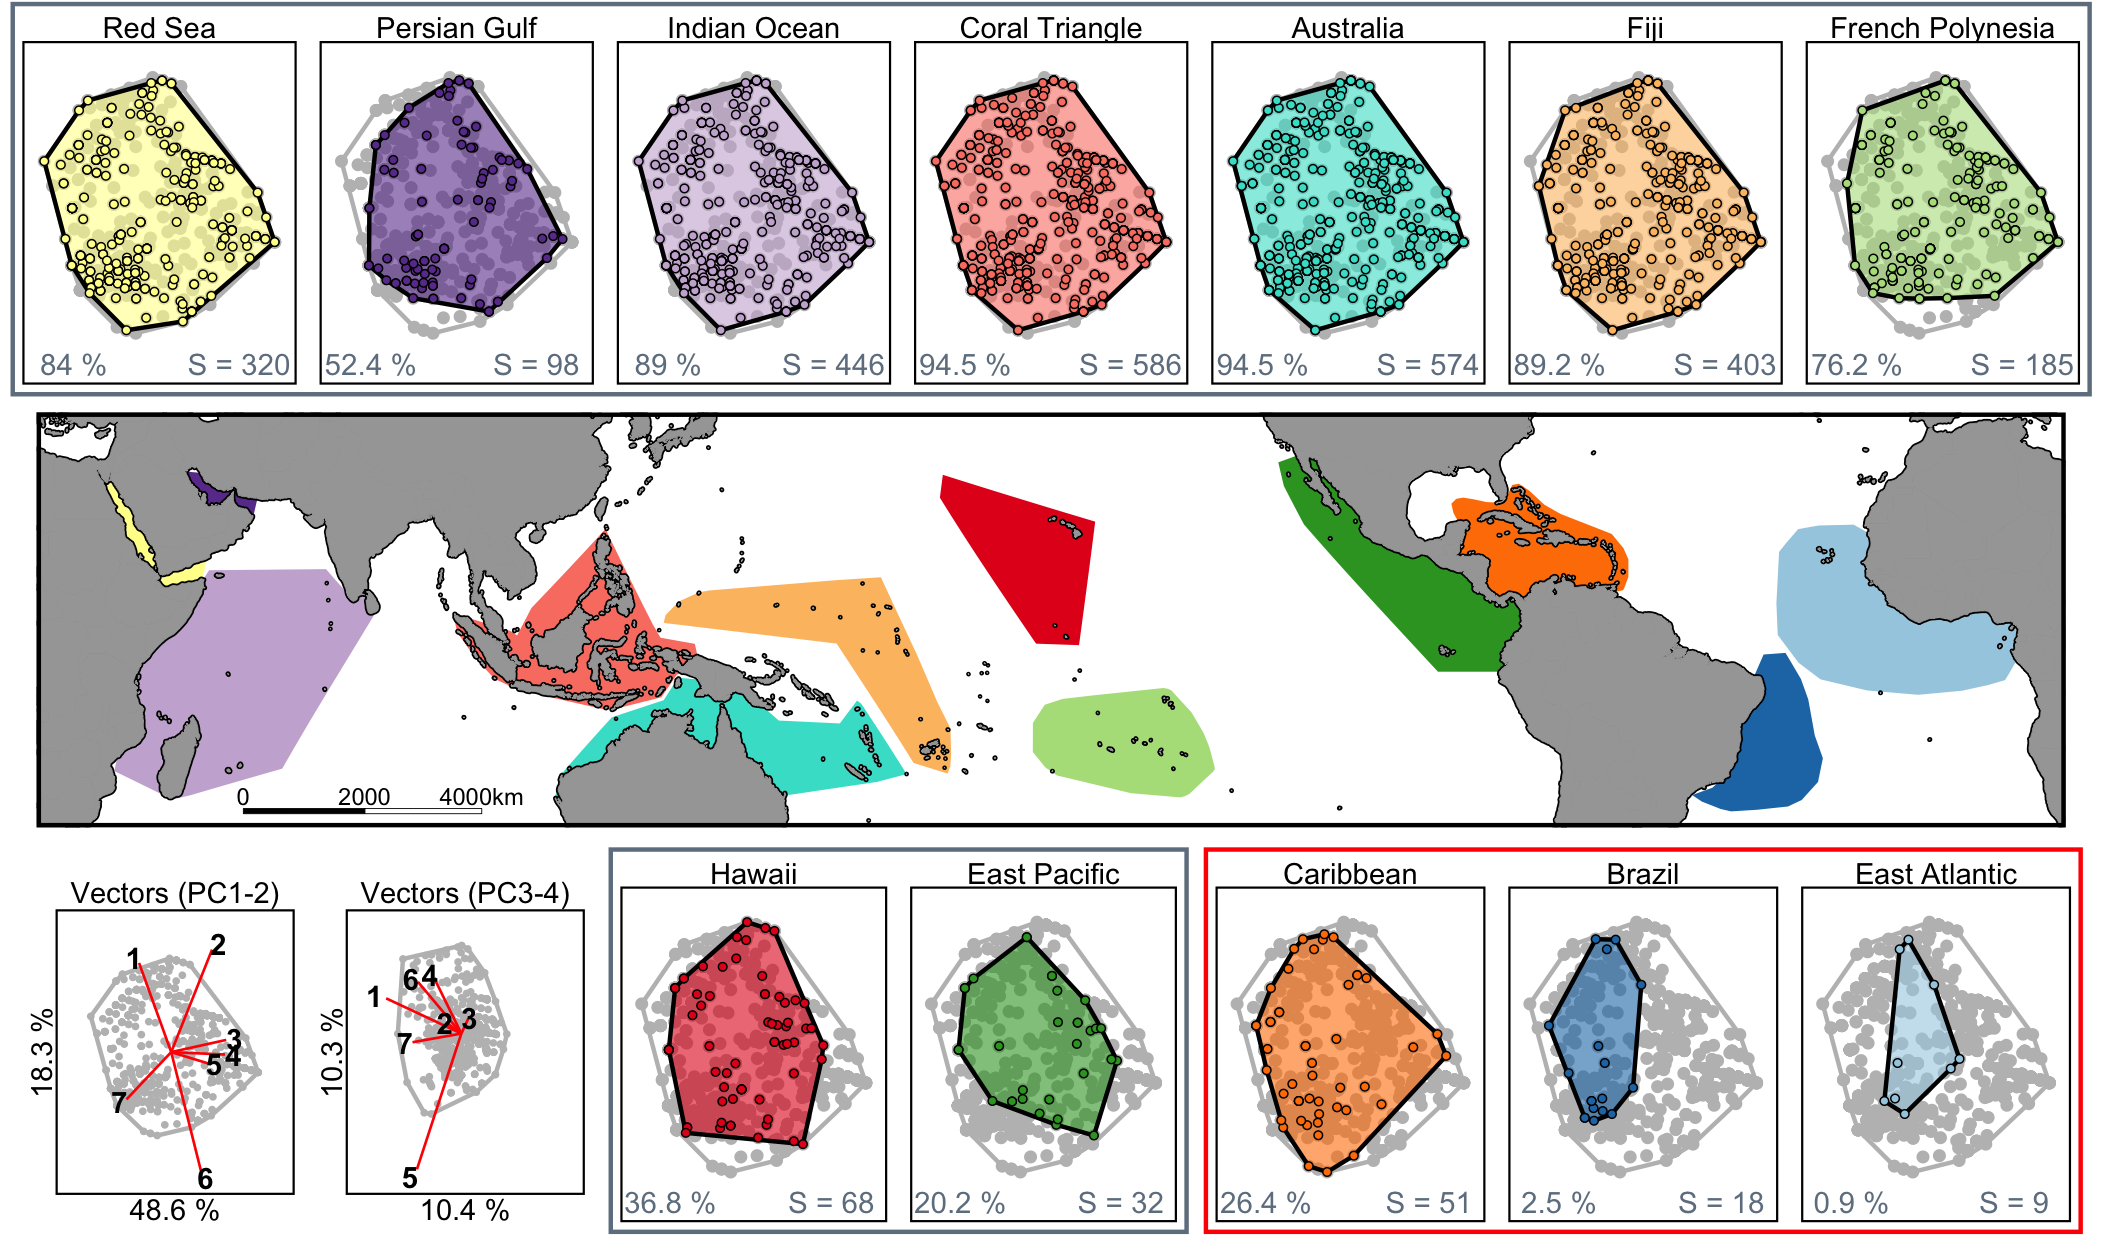 Red Sea
Persian Gulf
Indian Ocean
Coral Triangle
Australia
Fiji
French Polynesia
84 %
S = 320
52.4 %
S = 98
89 %
S = 446
94.5 %
S = 586
94.5 %
S = 574
89.2 %
S = 403
76.2 %
S = 185
0
2000
4000km
Vectors (PC1-2)
1
2
3
4
5
6
7
18.3 %
48.6 %
Vectors (PC3-4)
1
6
4
2
3
7
5
10.3 %
10.4 %
Hawaii
East Pacific
Caribbean
Brazil
East Atlantic
36.8 %
S = 68
20.2 %
S = 32
26.4 %
S = 51
2.5 %
S = 18
0.9 %
S = 9